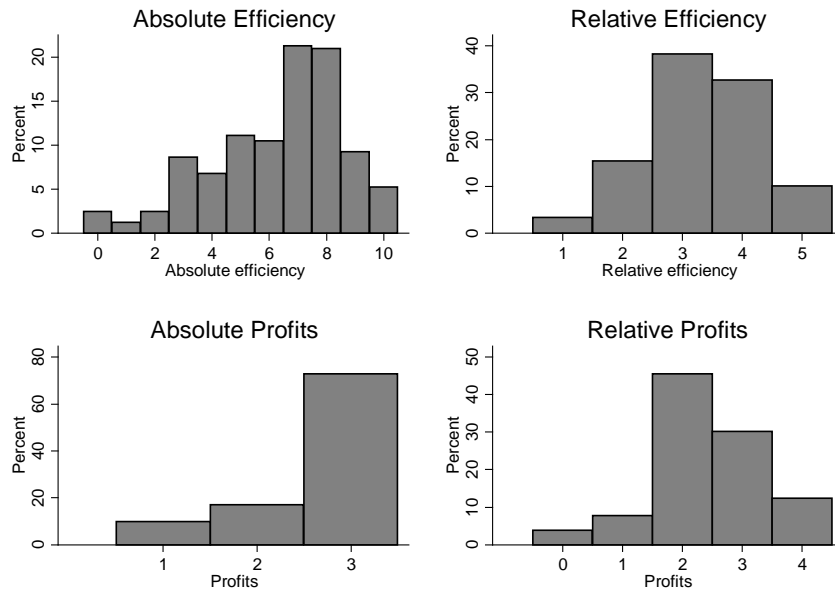 Absolute Efficiency
Percent
20
15
10
5
0
0 2 4 6 8 10
Absolute efficiency
Relative Efficiency
Percent
40
30
20
10
0
1 2 3 4 5
Relative efficiency
Absolute Profits
Percent
80
60
40
20
0
1 2 3
Profits
Relative Profits
Percent
50
40
30
20
10
0
0 1 2 3 4
Profits